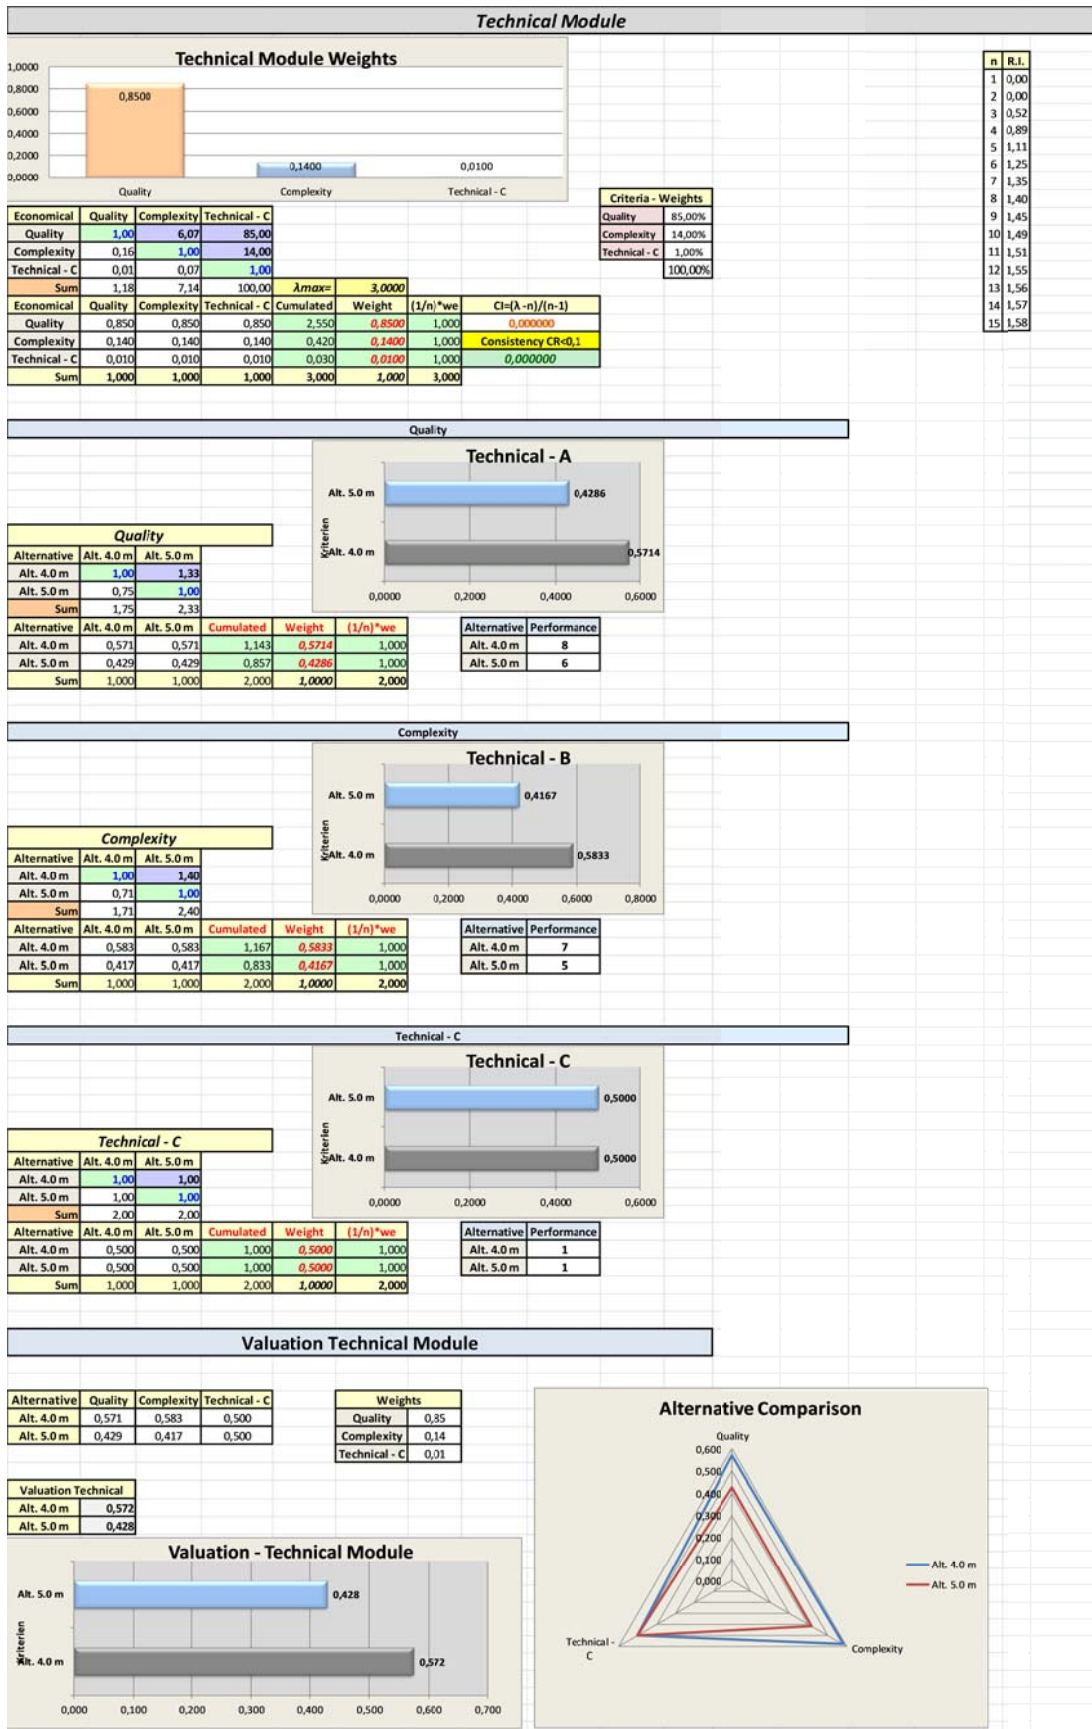 Technical Module
Technical Module Weights
1,0000
0,8000
0,6000
0,4000
0,2000
0,0000
0,8500
0,1400
0,0100
Quality Complexity Technical - C
n R.I.
1 0,00
2 0,00
3 0,52
4 0,89
5 1,11
6 1,25
7 1,35
8 1,40
9 1,45
10 1,49
11 1,51
12 1,55
13 1,56
14 1,57
15 1,58
Criteria - Weights
Quality 85,00%
Complexity 14,00%
Technical - C 1,00%
100,00%
Economical Quality Complexity Technical - C
Quality 1,00 6,07 85,00
Complexity 0,16 1,00 14,00
Technical - C 0,01 0,07 1,00
Sum 1,18 7,14 100,00 λmax= 3,0000
Economical Quality Complexity Technical - C Cumulated Weight (1/n)*we CI=(λ -n)/(n-1)
Quality 0,850 0,850 0,850 2,550 0,8500 1,000 0,000000
Complexity 0,140 0,140 0,140 0,420 0,1400 1,000 Consistency CR<0,1
Technical - C 0,010 0,010 0,010 0,030 0,0100 1,000 0,000000
Sum 1,000 1,000 1,000 3,000 1,000 3,000
Quality
Technical - A
Alt. 5.0 m 0,4286
Kriterien
Alt. 4.0 m 0,5714
0,0000 0,2000 0,4000 0,6000
Quality
Alternative Alt. 4.0 m Alt. 5.0 m
Alt. 4.0 m 1,00 1,33
Alt. 5.0 m 0,75 1,00
Sum 1,75 2,33
Alternative Alt. 4.0 m Alt. 5.0 m Cumulated Weight (1/n)*we
Alt. 4.0 m 0,571 0,571 1,143 0,5714 1,000
Alt. 5.0 m 0,429 0,429 0,857 0,4286 1,000
Sum 1,000 1,000 2,000 1,0000 2,000
Alternative Performance
Alt. 4.0 m 8
Alt. 5.0 m 6
Complexity
Technical - B
Alt. 5.0 m 0,4167
Kriterien
Alt. 4.0 m 0,5833
0,0000 0,2000 0,4000 0,6000 0,8000
Complexity
Alternative Alt. 4.0 m Alt. 5.0 m
Alt. 4.0 m 1,00 1,40
Alt. 5.0 m 0,71 1,00
Sum 1,71 2,40
Alternative Alt. 4.0 m Alt. 5.0 m Cumulated Weight (1/n)*we
Alt. 4.0 m 0,583 0,583 1,167 0,5833 1,000
Alt. 5.0 m 0,417 0,417 0,833 0,4167 1,000
Sum 1,000 1,000 2,000 1,0000 2,000
Alternative Performance
Alt. 4.0 m 7
Alt. 5.0 m 5
Technical - C
Technical - C
Alt. 5.0 m 0,5000
Kriterien
Alt. 4.0 m 0,5000
0,0000 0,2000 0,4000 0,6000
Technical - C
Alternative Alt. 4.0 m Alt. 5.0 m
Alt. 4.0 m 1,00 1,00
Alt. 5.0 m 1,00 1,00
Sum 2,00 2,00
Alternative Alt. 4.0 m Alt. 5.0 m Cumulated Weight (1/n)*we
Alt. 4.0 m 0,500 0,500 1,000 0,5000 1,000
Alt. 5.0 m 0,500 0,500 1,000 0,5000 1,000
Sum 1,000 1,000 2,000 1,0000 2,000
Alternative Performance
Alt. 4.0 m 1
Alt. 5.0 m 1
Valuation Technical Module
Alternative Quality Complexity Technical - C
Alt. 4.0 m 0,571 0,583 0,500
Alt. 5.0 m 0,429 0,417 0,500
Weights
Quality 0,85
Complexity 0,14
Technical - C 0,01
Valuation Technical
Alt. 4.0 m 0,572
Alt. 5.0 m 0,428
Valuation - Technical Module
Alt. 5.0 m 0,428
Kriterien
Alt. 4.0 m 0,572
0,000 0,100 0,200 0,300 0,400 0,500 0,600 0,700
Alternative Comparison
Quality
0,600
0,500
0,400
0,300
0,200
0,100
0,000
Technical -
C
Complexity
Alt. 4.0 m
Alt. 5.0 m